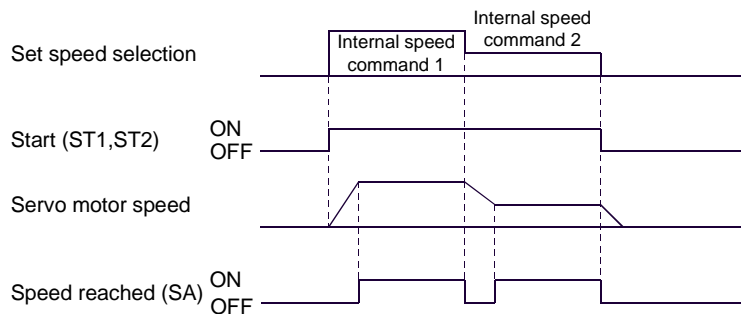 Set speed selection
Internal speed
command 1
Internal speed
command 2
Start (ST1,ST2)
ON
OFF
Servo motor speed
Speed reached (SA)
ON
OFF